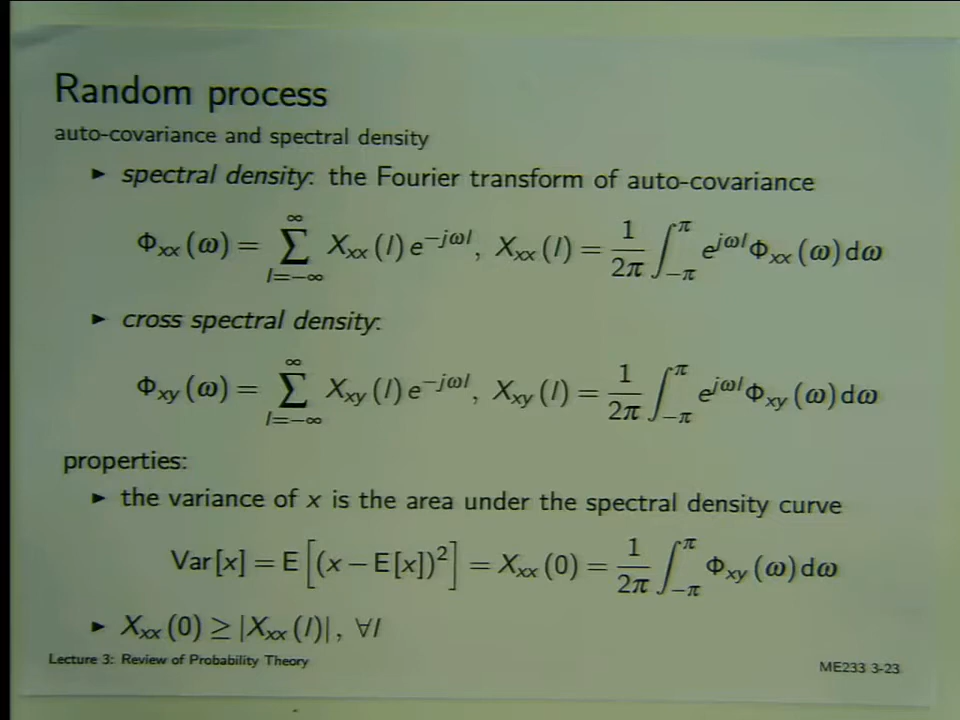 Random process
auto-covariance and spectral density
▶ spectral density: the Fourier transform of auto-covariance
Φxx(ω) = ∑_{l=−∞}^{∞} Xxx(l)e^{−jωl}, Xxx(l) = 1/2π ∫_{−π}^{π} e^{jωl}Φxx(ω)dω
▶ cross spectral density:
Φxy(ω) = ∑_{l=−∞}^{∞} Xxy(l)e^{−jωl}, Xxy(l) = 1/2π ∫_{−π}^{π} e^{jωl}Φxy(ω)dω
properties:
▶ the variance of x is the area under the spectral density curve
Var[x] = E[(x − E[x])²] = Xxx(0) = 1/2π ∫_{−π}^{π} Φxy(ω)dω
▶ Xxx(0) ≥ |Xxx(l)|, ∀l
Lecture 3: Review of Probability Theory
ME233 3-23